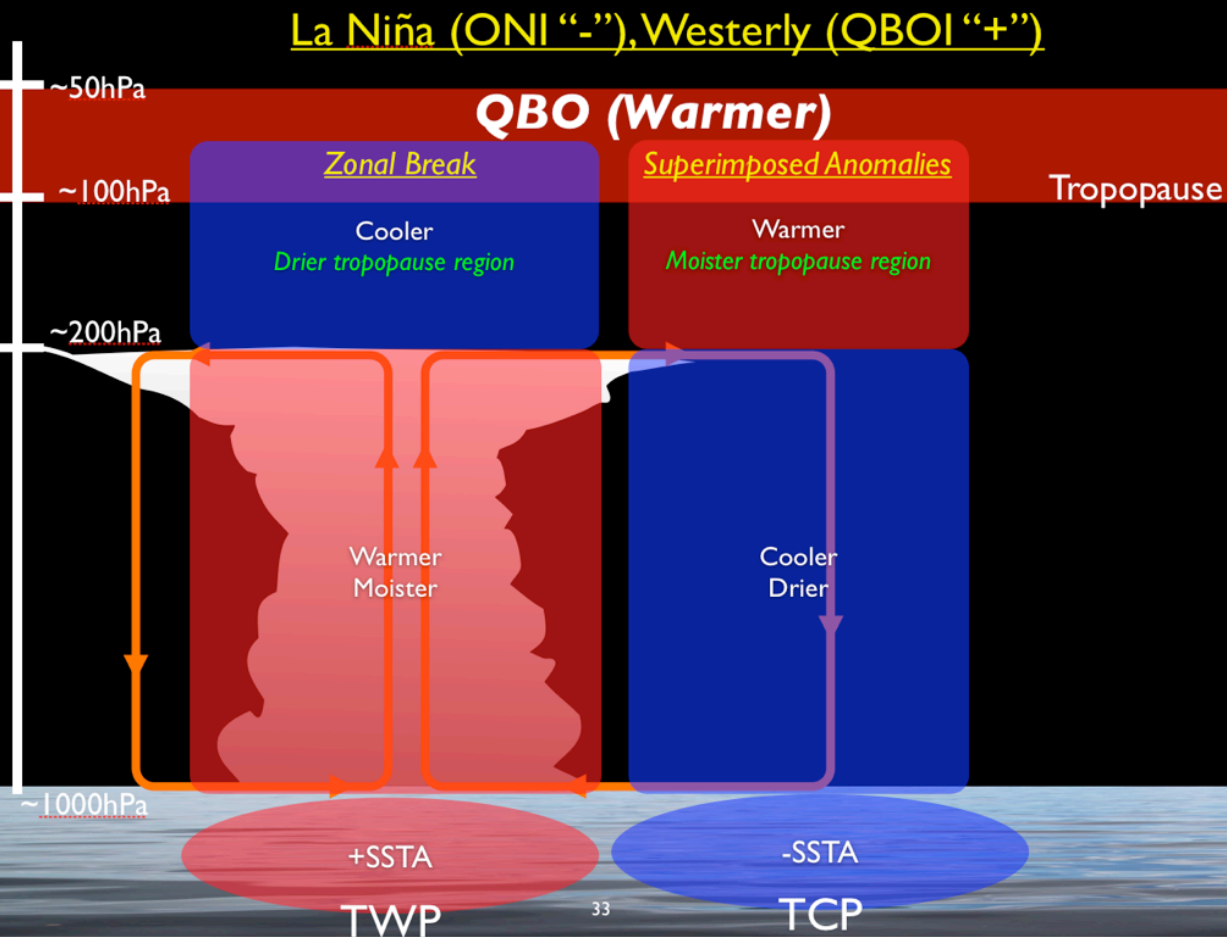 La Niña (ONI “-”), Westerly (QBOI “+”)
~50hPa
QBO (Warmer)
Zonal Break
Superimposed Anomalies
~100hPa
Tropopause
Cooler
Drier tropopause region
Warmer
Moister tropopause region
~200hPa
Warmer
Moister
Cooler
Drier
~1000hPa
+SSTA
-SSTA
TWP
33
TCP